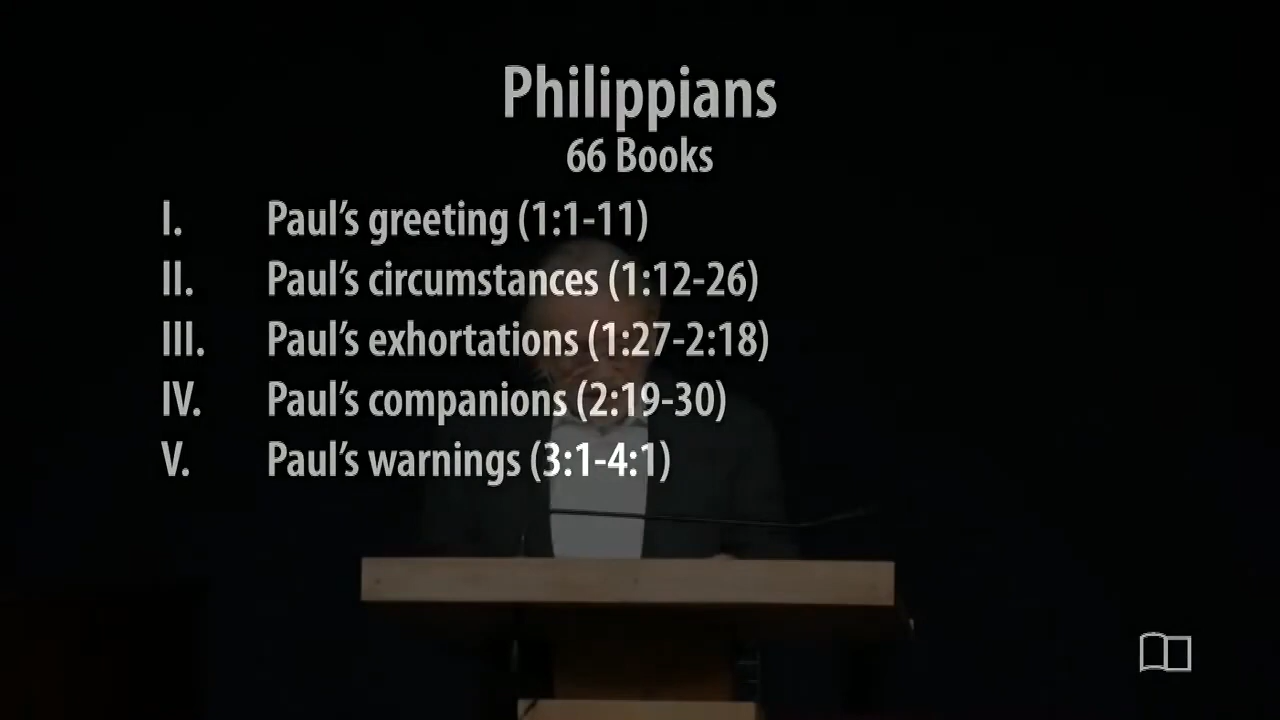 Philippians
66 Books
I. Paul’s greeting (1:1-11)
II. Paul’s circumstances (1:12-26)
III. Paul’s exhortations (1:27-2:18)
IV. Paul’s companions (2:19-30)
V. Paul’s warnings (3:1-4:1)